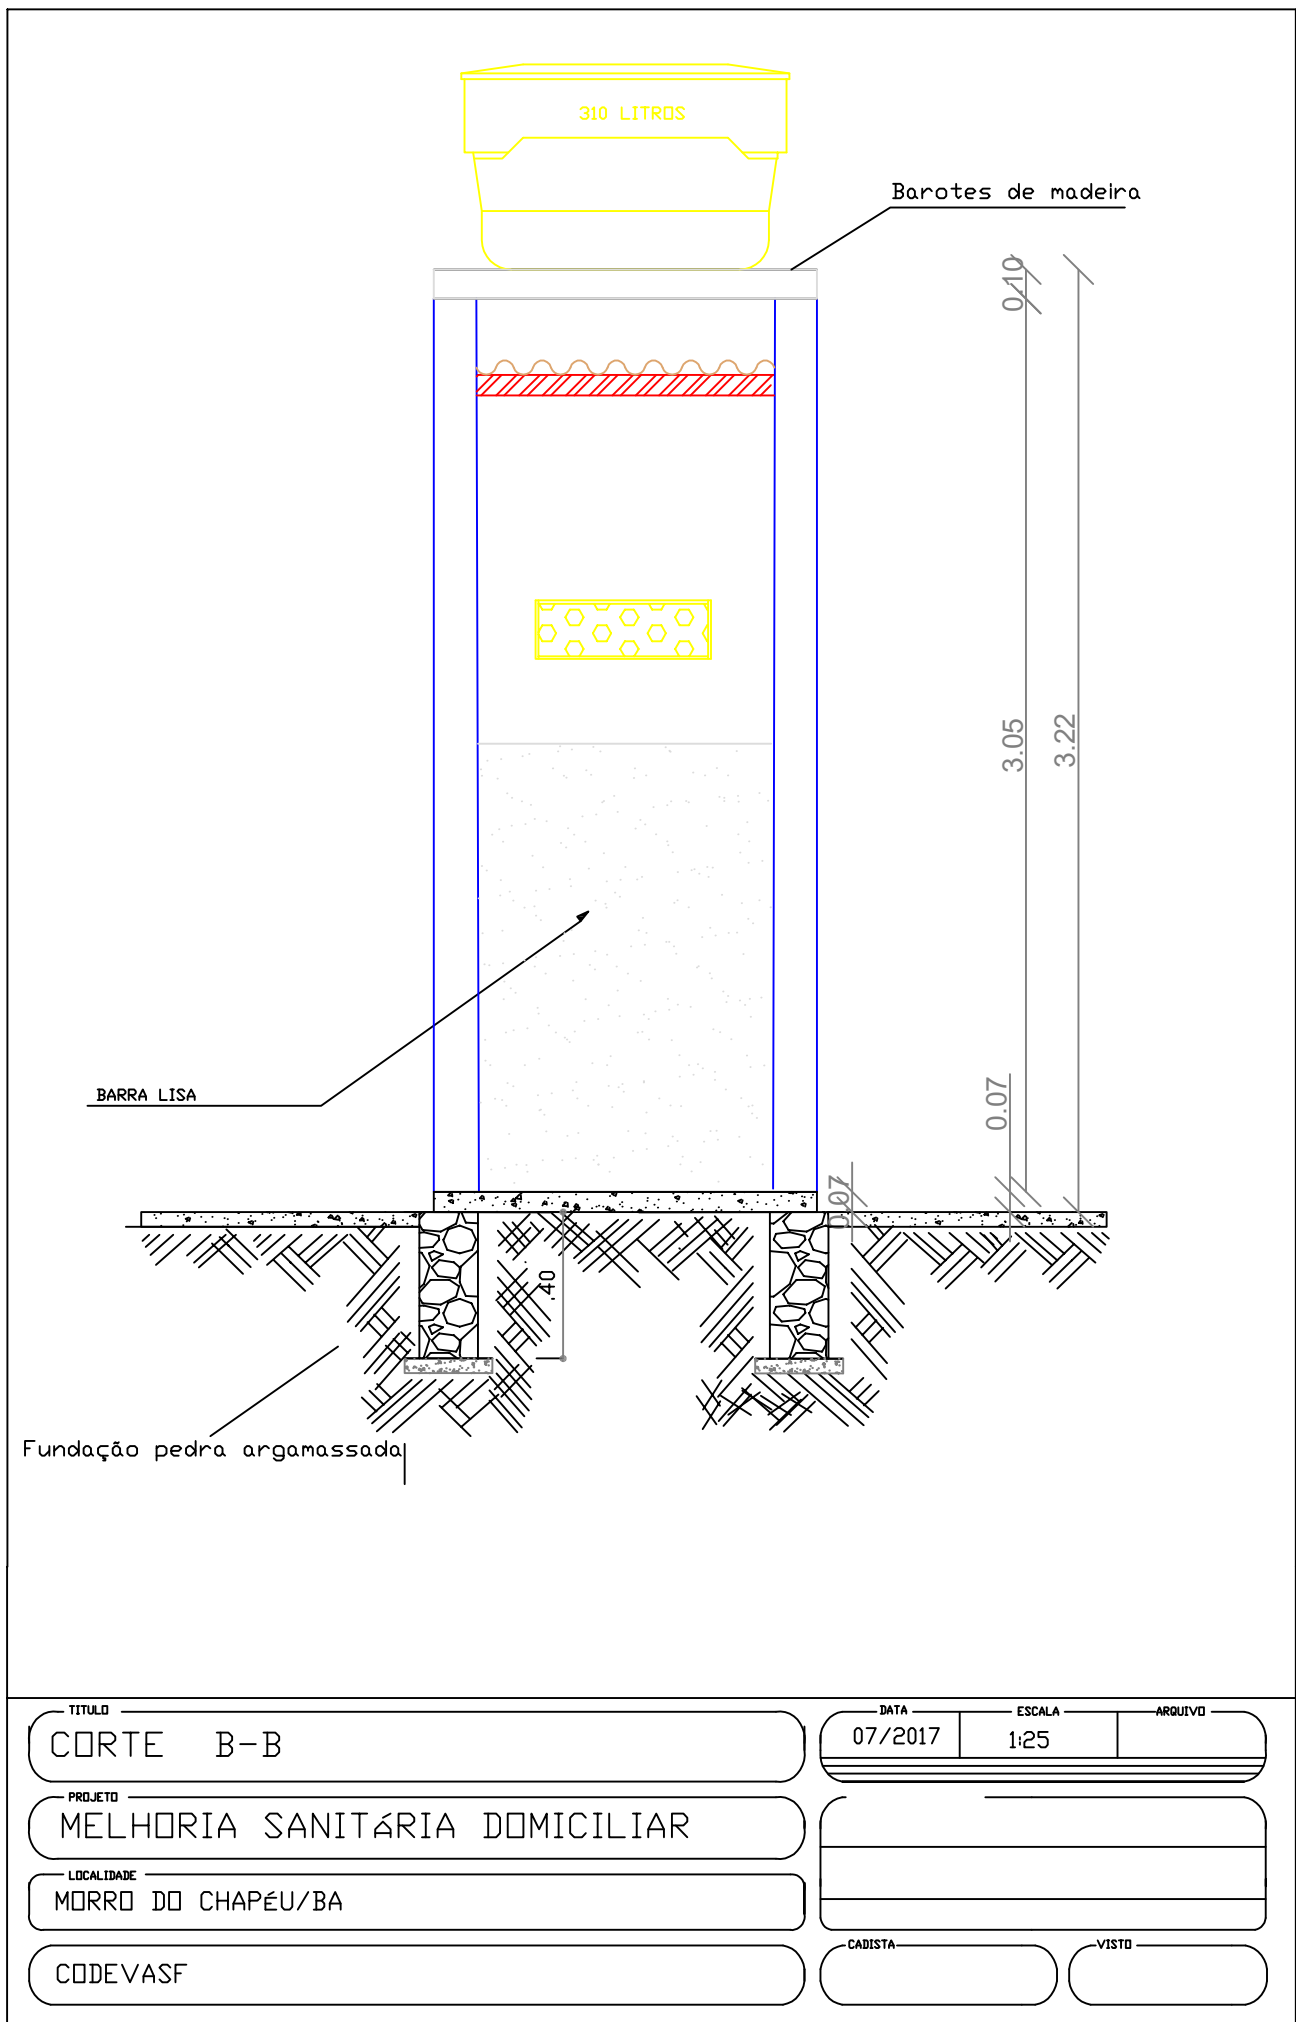 310 LITROS
Barotes de madeira
0.10
3.05
3.22
0.07
BARRA LISA
0.07
.40
Fundação pedra argamassada
TITULO
CORTE B-B
DATA
07/2017
ESCALA
1:25
ARQUIVO
PROJETO
MELHORIA SANITáRIA DOMICILIAR
LOCALIDADE
MORRO DO CHAPÉU/BA
CODEVASF
CADISTA
VISTO